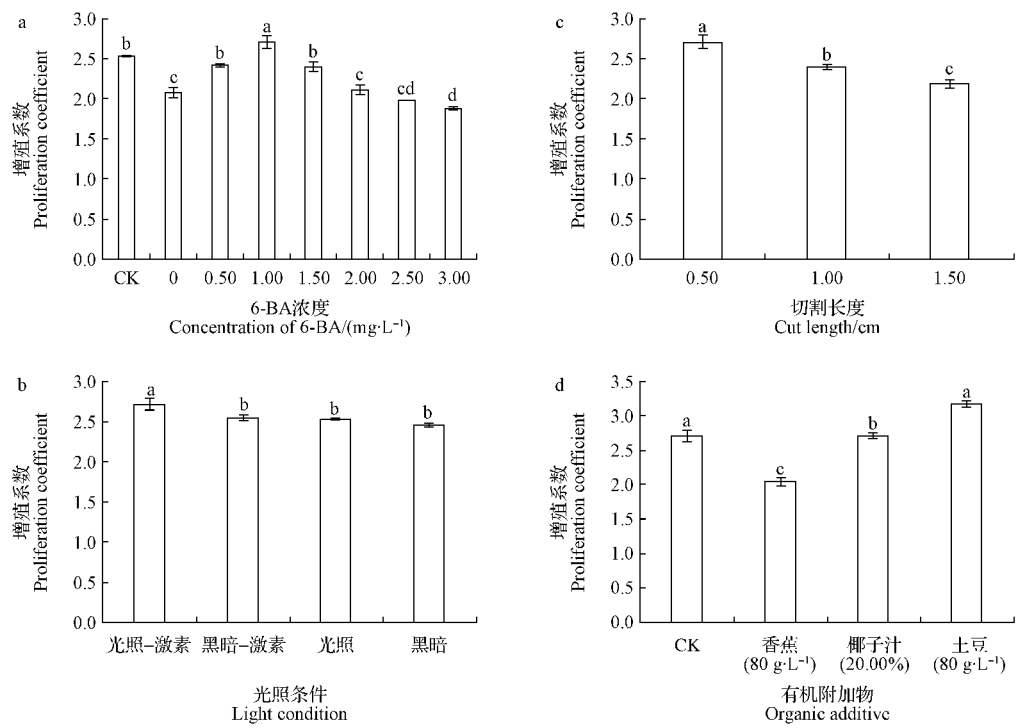 a
增殖系数
Proliferation coefficient
3.0
2.5
2.0
1.5
1.0
0.5
0.0
b c b a b c cd d
CK 0 0.50 1.00 1.50 2.00 2.50 3.00
6-BA浓度
Concentration of 6-BA/(mg·L⁻¹)
c
增殖系数
Proliferation coefficient
3.0
2.5
2.0
1.5
1.0
0.5
0.0
a b c
0.50 1.00 1.50
切割长度
Cut length/cm
b
增殖系数
Proliferation coefficient
3.0
2.5
2.0
1.5
1.0
0.5
0.0
a b b b
光照–激素 黑暗–激素 光照 黑暗
光照条件
Light condition
d
增殖系数
Proliferation coefficient
3.5
3.0
2.5
2.0
1.5
1.0
0.5
0.0
a c b a
CK 香蕉 椰子汁 土豆
(80 g·L⁻¹) (20.00%) (80 g·L⁻¹)
有机附加物
Organic additive